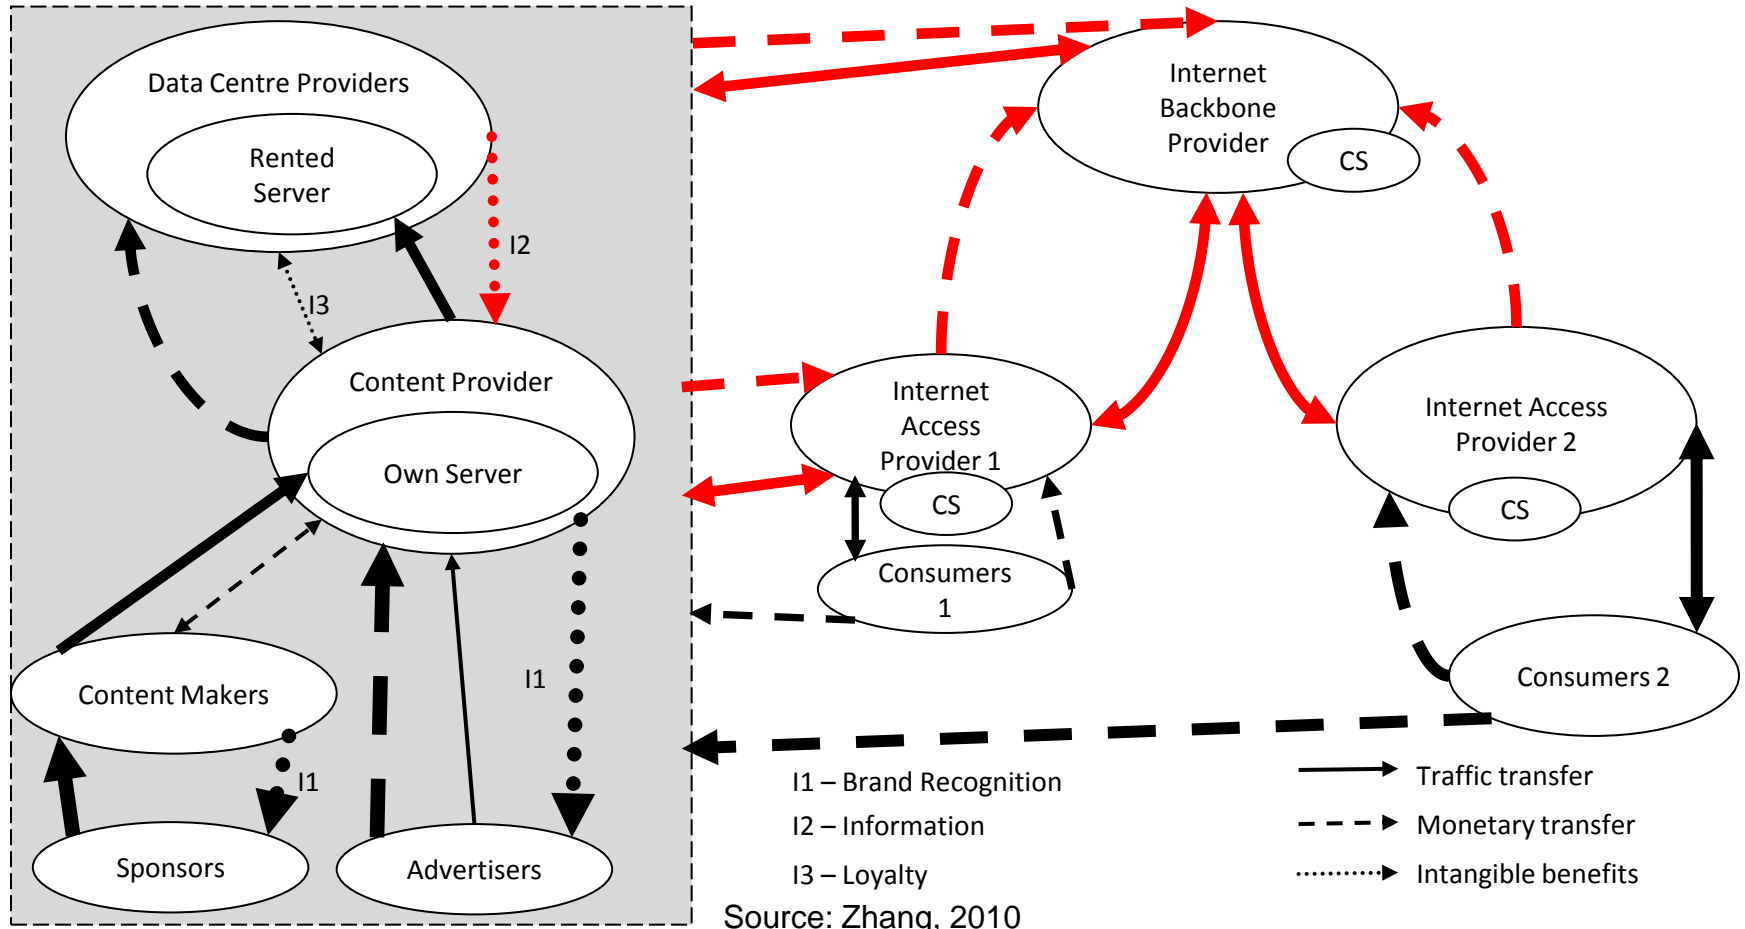 Data Centre Providers
Rented
Server
I2
I3
Content Provider
Own Server
Content Makers
I1
I1
Sponsors
Advertisers
Internet
Backbone
Provider
CS
Internet
Access
Provider 1
CS
Consumers
1
Internet Access
Provider 2
CS
Consumers 2
I1 – Brand Recognition
I2 – Information
I3 – Loyalty
Traffic transfer
Monetary transfer
Intangible benefits
Source: Zhang, 2010